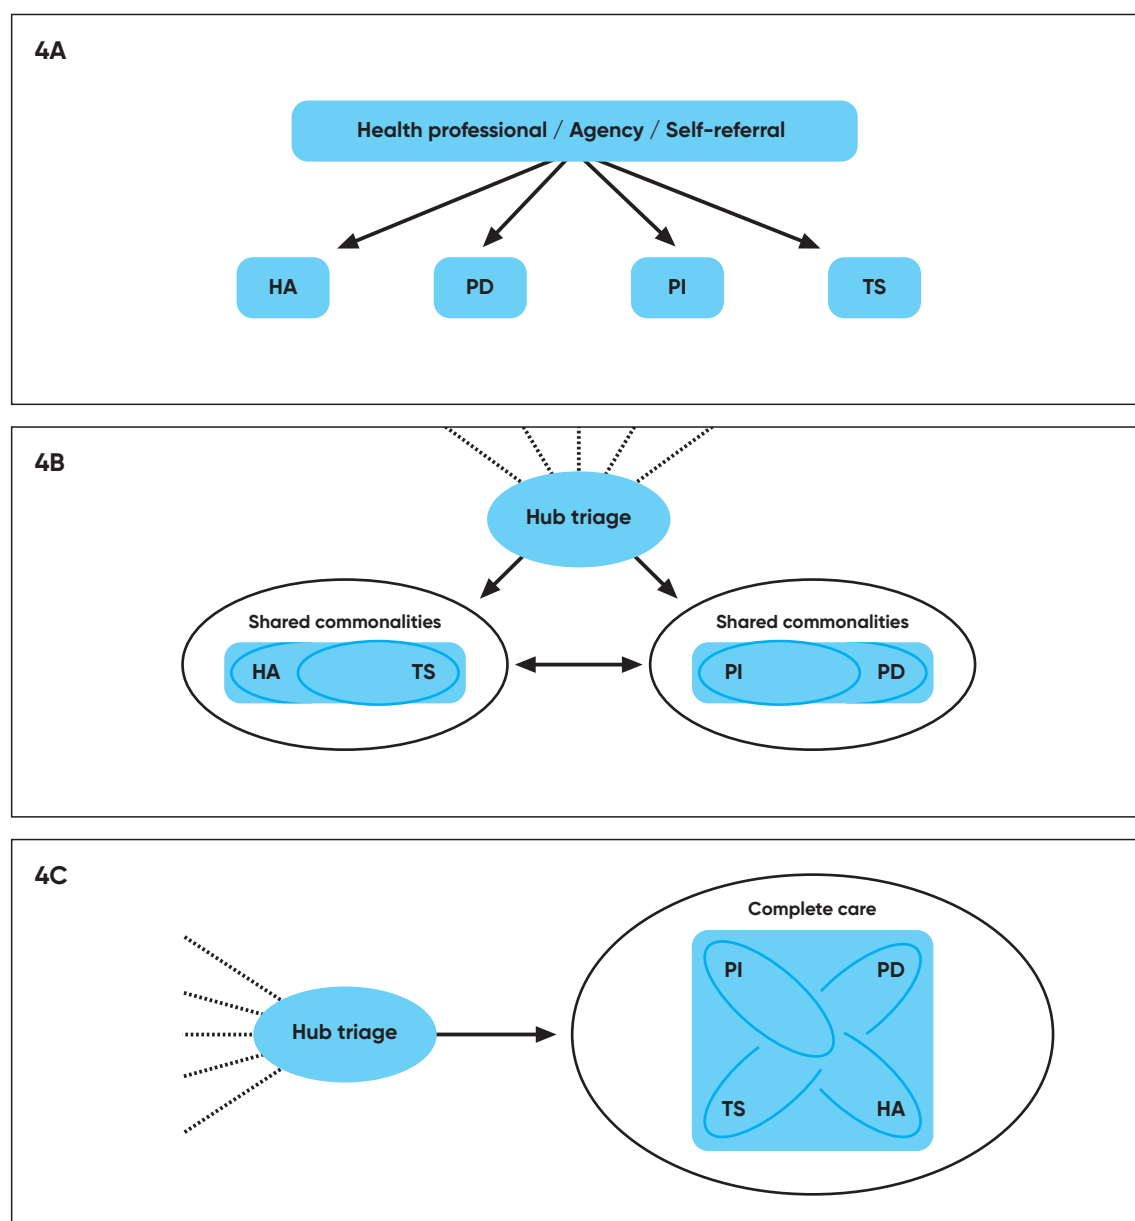 4A
Health professional / Agency / Self-referral
HA
PD
PI
TS
4B
Hub triage
Shared commonalities
HA
TS
Shared commonalities
PI
PD
4C
Hub triage
Complete care
PI
PD
TS
HA